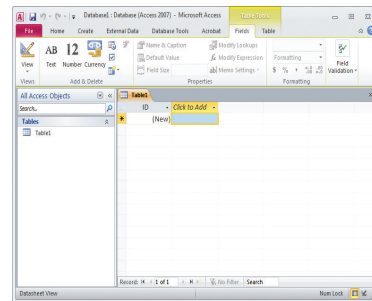 Database1 : Database (Access 2007) - Microsoft Access
Table Tools
File Home Create External Data Database Tools Acrobat Fields Table
View
AB Text
12 Number
Currency
Name & Caption
Default Value
Field Size
Modify Lookups
Modify Expression
ab| Memo Settings
Formatting
$ % ,
Field
Validation
Views
Add & Delete
Properties
Formatting
All Access Objects
Search...
Tables
Table1
Table1
ID Click to Add
(New)
Record: 1 of 1 No Filter Search
Datasheet View
Num Lock